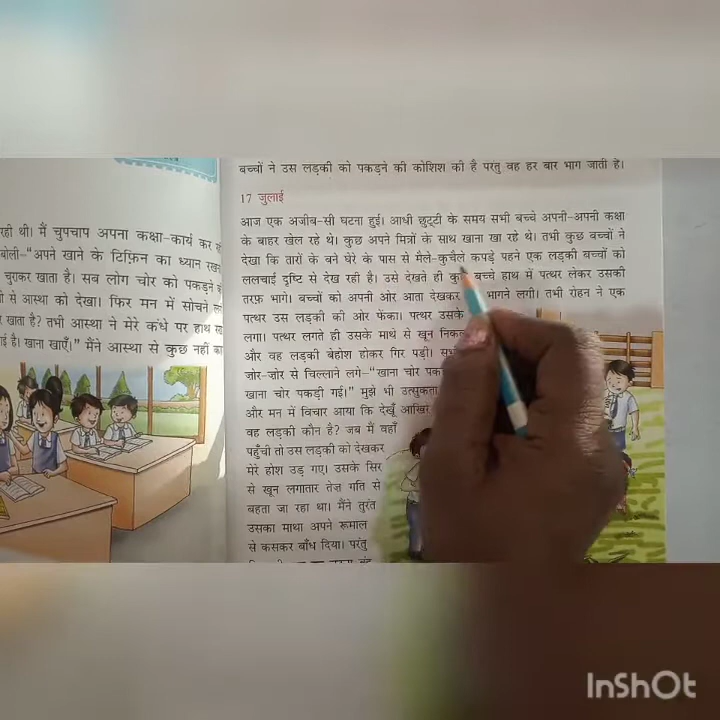 रही थी। मैं चुपचाप अपना कक्षा-कार्य कर
बोली-"अपने खाने के टिफ़िन का ध्यान
चुराकर खाता है। सब लोग चोर को पकड़ने
से आस्था को देखा। फिर मन में सोचने
खाता है? तभी आस्था ने मेरे कंधे पर हाथ
है। खाना खाएँ।" मैंने आस्था से कुछ नहीं
बच्चों ने उस लड़की को पकड़ने की कोशिश की है परंतु वह हर बार भाग जाती है।
17 जुलाई
आज एक अजीब-सी घटना हुई। आधी छुट्टी के समय सभी बच्चे अपनी-अपनी कक्षा
के बाहर खेल रहे थे। कुछ अपने मित्रों के साथ खाना खा रहे थे। तभी कुछ बच्चों ने
देखा कि तारों के बने घेरे के पास से मैले-कुचैले कपड़े पहने एक लड़की बच्चों को
ललचाई दृष्टि से देख रही है। उसे देखते ही बच्चे हाथ में पत्थर लेकर उसकी
तरफ़ भागे। बच्चों को अपनी ओर आता देखकर भागने लगी। तभी रोहन ने एक
पत्थर उस लड़की की ओर फेंका। पत्थर उसके
लगा। पत्थर लगते ही उसके माथे से खून
और वह लड़की बेहोश होकर गिर पड़ी।
ज़ोर-ज़ोर से चिल्लाने लगे-"खाना चोर
खाना चोर पकड़ी गई।" मुझे भी उत्सुकता
और मन में विचार आया कि देखूँ आखिर
वह लड़की कौन है? जब मैं वहाँ
पहुँची तो उस लड़की को देखकर
मेरे होश उड़ गए। उसके सिर
से खून लगातार तेज़ गति से
बहता जा रहा था। मैंने तुरंत
उसका माथा अपने रूमाल
से कसकर बाँध दिया। परंतु
InShOt